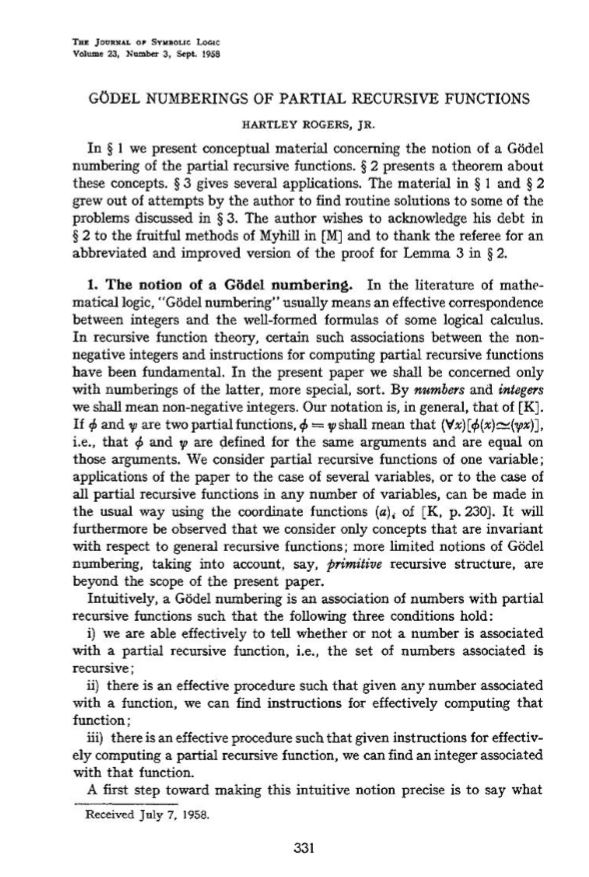 THE JOURNAL OF SYMBOLIC LOGIC
Volume 23, Number 3, Sept. 1958
GÖDEL NUMBERINGS OF PARTIAL RECURSIVE FUNCTIONS
HARTLEY ROGERS, JR.
In § 1 we present conceptual material concerning the notion of a Gödel
numbering of the partial recursive functions. § 2 presents a theorem about
these concepts. § 3 gives several applications. The material in § 1 and § 2
grew out of attempts by the author to find routine solutions to some of the
problems discussed in § 3. The author wishes to acknowledge his debt in
§ 2 to the fruitful methods of Myhill in [M] and to thank the referee for an
abbreviated and improved version of the proof for Lemma 3 in § 2.
1. The notion of a Gödel numbering. In the literature of mathe-
matical logic, "Gödel numbering" usually means an effective correspondence
between integers and the well-formed formulas of some logical calculus.
In recursive function theory, certain such associations between the non-
negative integers and instructions for computing partial recursive functions
have been fundamental. In the present paper we shall be concerned only
with numberings of the latter, more special, sort. By numbers and integers
we shall mean non-negative integers. Our notation is, in general, that of [K].
If ϕ and ψ are two partial functions, ϕ = ψ shall mean that (∀x)[ϕ(x)≃(ψx)],
i.e., that ϕ and ψ are defined for the same arguments and are equal on
those arguments. We consider partial recursive functions of one variable;
applications of the paper to the case of several variables, or to the case of
all partial recursive functions in any number of variables, can be made in
the usual way using the coordinate functions (a)ᵢ of [K, p. 230]. It will
furthermore be observed that we consider only concepts that are invariant
with respect to general recursive functions; more limited notions of Gödel
numbering, taking into account, say, primitive recursive structure, are
beyond the scope of the present paper.
Intuitively, a Gödel numbering is an association of numbers with partial
recursive functions such that the following three conditions hold:
i) we are able effectively to tell whether or not a number is associated
with a partial recursive function, i.e., the set of numbers associated is
recursive;
ii) there is an effective procedure such that given any number associated
with a function, we can find instructions for effectively computing that
function;
iii) there is an effective procedure such that given instructions for effectiv-
ely computing a partial recursive function, we can find an integer associated
with that function.
A first step toward making this intuitive notion precise is to say what
Received July 7, 1958.
331